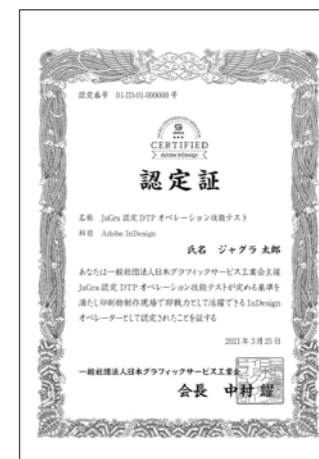 認定番号 01-ID-01-000000 号
CERTIFIED
Adobe InDesign
認定証
名称 JaGra 認定 DTP オペレーション技能テスト
科目 Adobe InDesign
氏名 ジャグラ 太郎
あなたは一般社団法人日本グラフィックサービス工業会主催
JaGra 認定 DTP オペレーション技能テストが定める基準を
満たし印刷物制作現場で即戦力として活躍できる InDesign
オペレーターとして認定されたことを証する
2021 年 3 月 25 日
一般社団法人日本グラフィックサービス工業会
会長 中村 耀